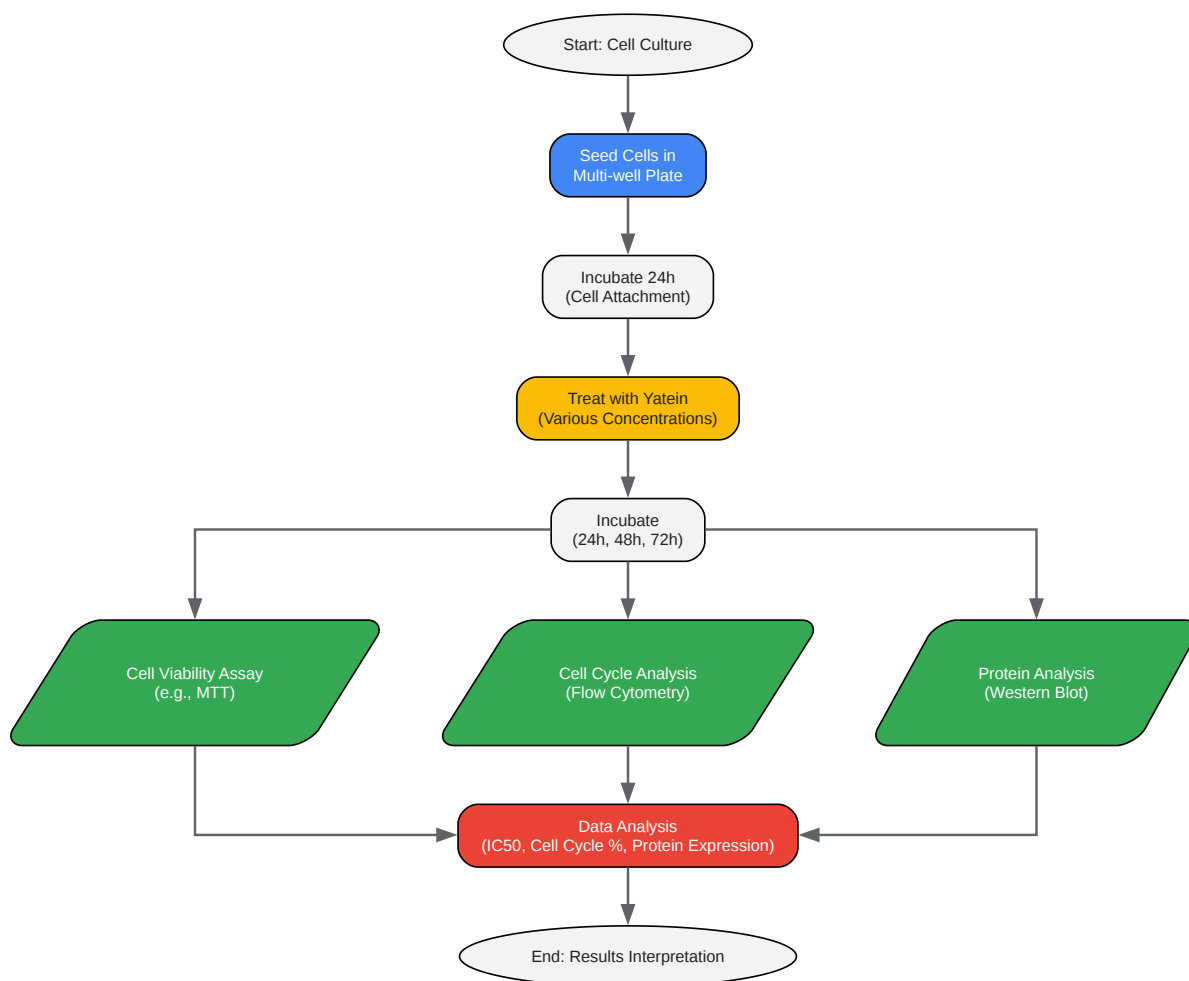 Start: Cell Culture
Seed Cells in
Multi-well Plate
Incubate 24h
(Cell Attachment)
Treat with Yatein
(Various Concentrations)
Incubate
(24h, 48h, 72h)
Cell Viability Assay
(e.g., MTT)
Cell Cycle Analysis
(Flow Cytometry)
Protein Analysis
(Western Blot)
Data Analysis
(IC50, Cell Cycle %, Protein Expression)
End: Results Interpretation